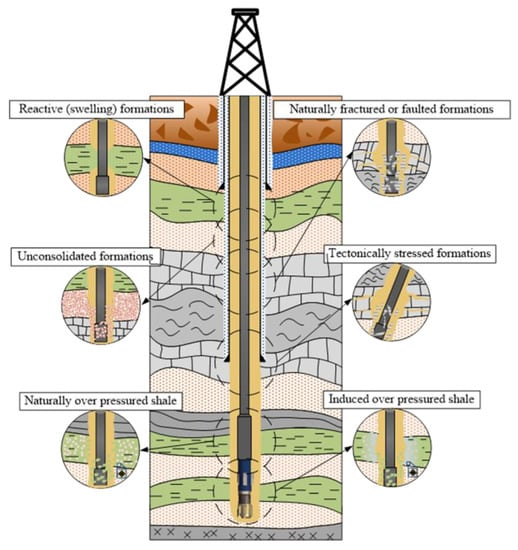 Reactive (swelling) formations
Naturally fractured or faulted formations
Unconsolidated formations
Tectonically stressed formations
Naturally over pressured shale
Induced over pressured shale